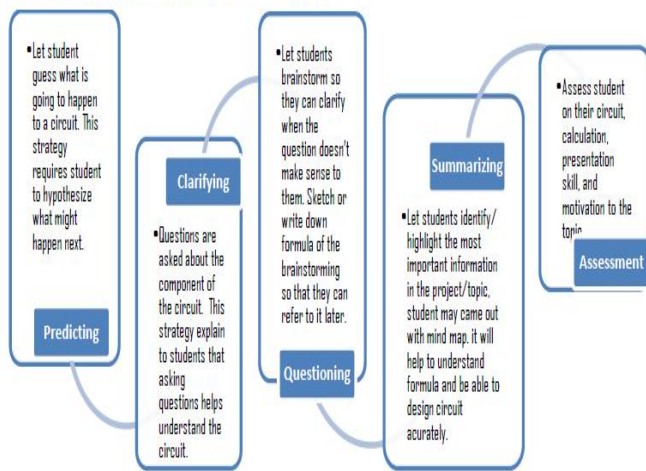 •Let student
guess what is
going to happen
to a circuit. This
strategy
requires student
to hypothesize
what might
happen next.
Predicting
Clarifying
•Questions are
asked about the
component of
the circuit. This
strategy explain
to students that
asking
questions helps
understand the
circuit.
•Let students
brainstorm so
they can clarify
when the
question doesn't
make sense to
them. Sketch or
write down
formula of the
brainstorming
so that they can
refer to it later.
Questioning
Summarizing
•Let students identify/
highlight the most
important information
in the project/topic,
student may came out
with mind map. it will
help to understand
formula and be able to
design circuit
acurately.
•Assess student
on their circuit,
calculation,
presentation
skill, and
motivation to the
topic
Assessment